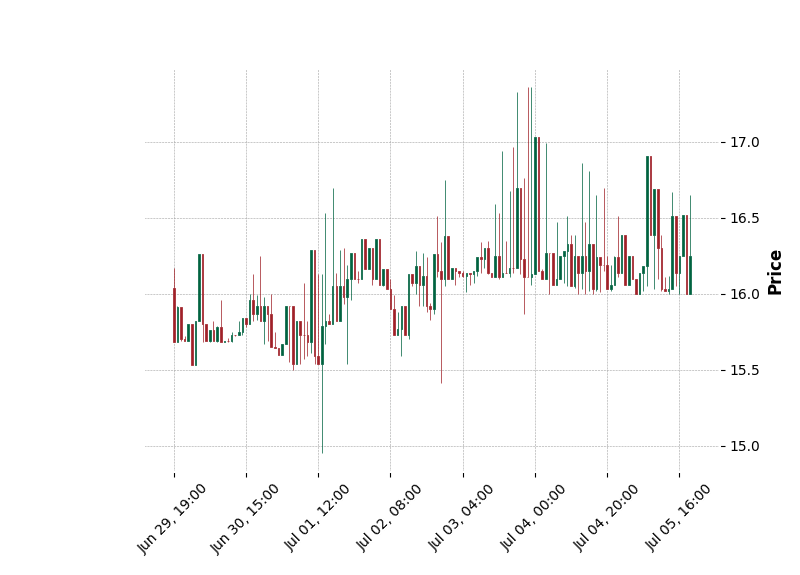 17.0
16.5
16.0
15.5
15.0
Price
Jun 29, 19:00
Jun 30, 15:00
Jul 01, 12:00
Jul 02, 08:00
Jul 03, 04:00
Jul 04, 00:00
Jul 04, 20:00
Jul 05, 16:00